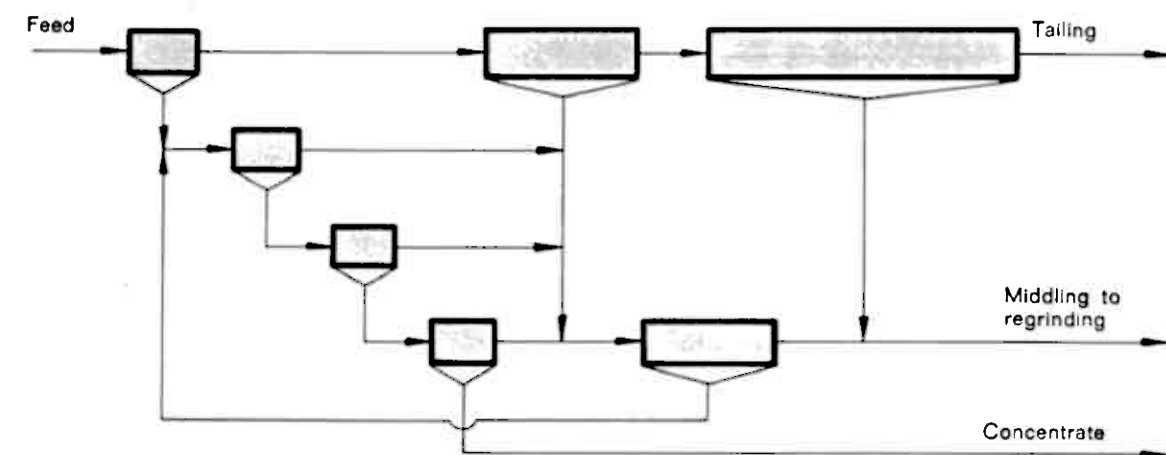 Feed
Tailing
Middling to
regrinding
Concentrate